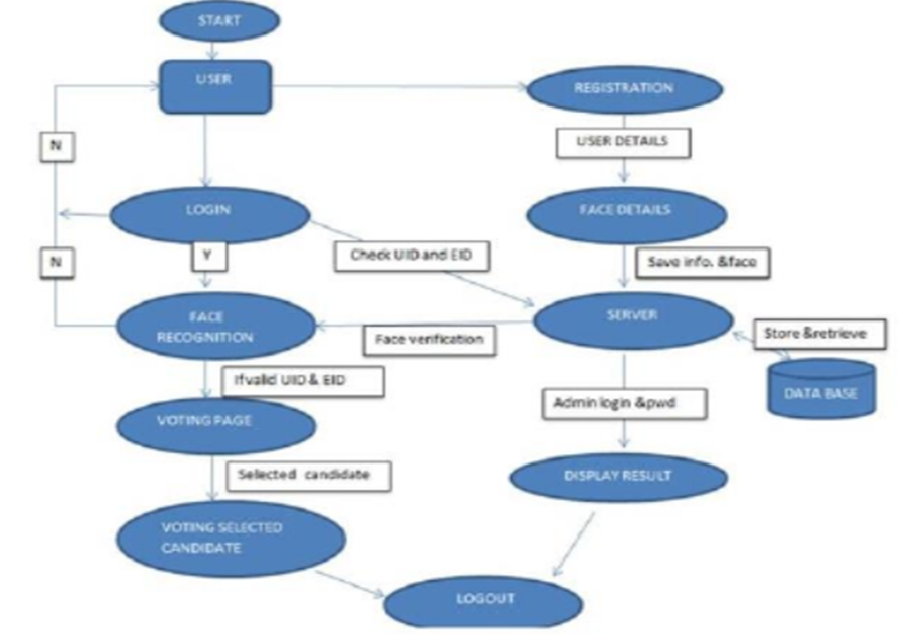 START
USER
REGISTRATION
N
USER DETAILS
LOGIN
FACE DETAILS
Y
Check UID and EID
N
Save info. &face
FACE
RECOGNITION
SERVER
Face verification
Store &retrieve
Ifvalid UID & EID
DATA BASE
Admin login &pwd
VOTING PAGE
Selected candidate
DISPLAY RESULT
VOTING SELECTED
CANDIDATE
LOGOUT